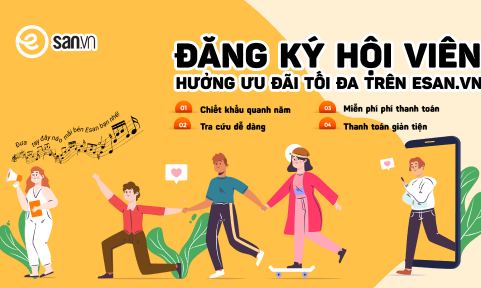 esan.vn
ĐĂNG KÝ HỘI VIÊN
HƯỞNG ƯU ĐÃI TỐI ĐA TRÊN ESAN.VN
01 Chiết khấu quanh năm
02 Tra cứu dễ dàng
03 Miễn phí phí thanh toán
04 Thanh toán giản tiện
Đưa tay đây nào mãi bên Esan bạn nhé!